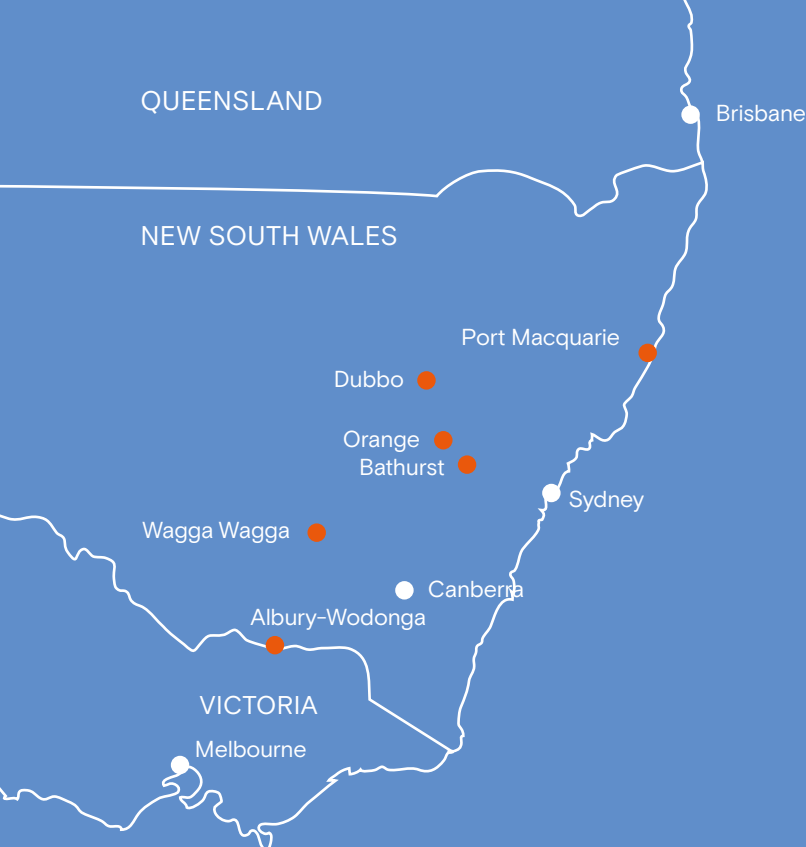 QUEENSLAND
Brisbane
NEW SOUTH WALES
Port Macquarie
Dubbo
Orange
Bathurst
Sydney
Wagga Wagga
Canberra
Albury-Wodonga
VICTORIA
Melbourne